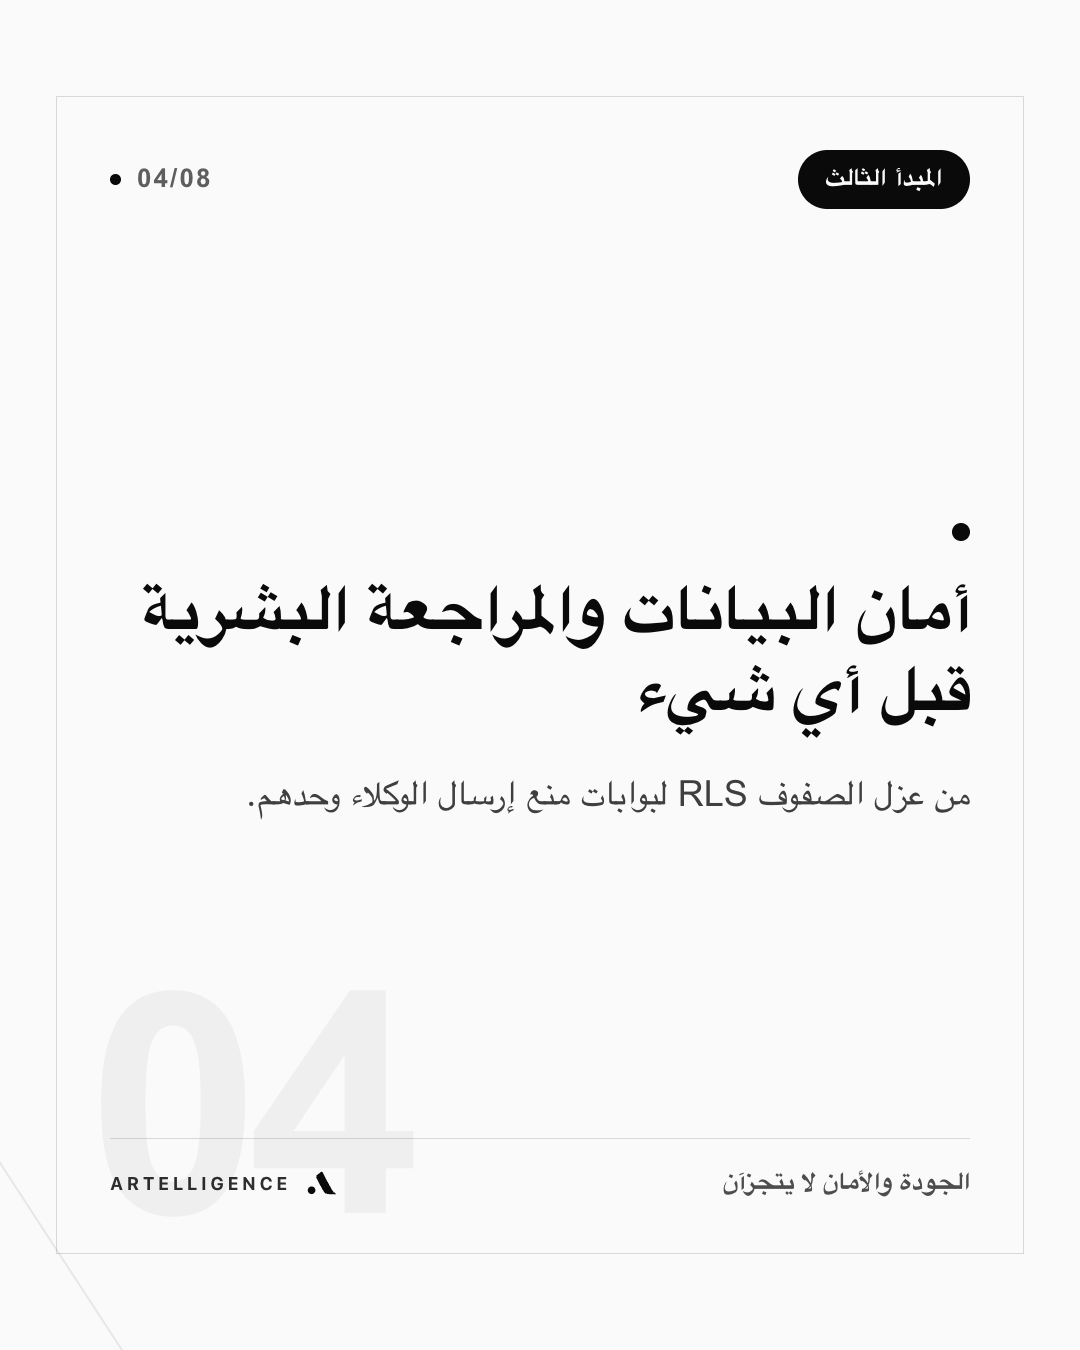 المبدأ الثالث
04/08
أمان البيانات والمراجعة البشرية
قبل أي شيء
من عزل الصفوف RLS لبوابات منع إرسال الوكلاء وحدهم.
04
الجودة والأمان لا يتجزآن
ARTELLIGENCE